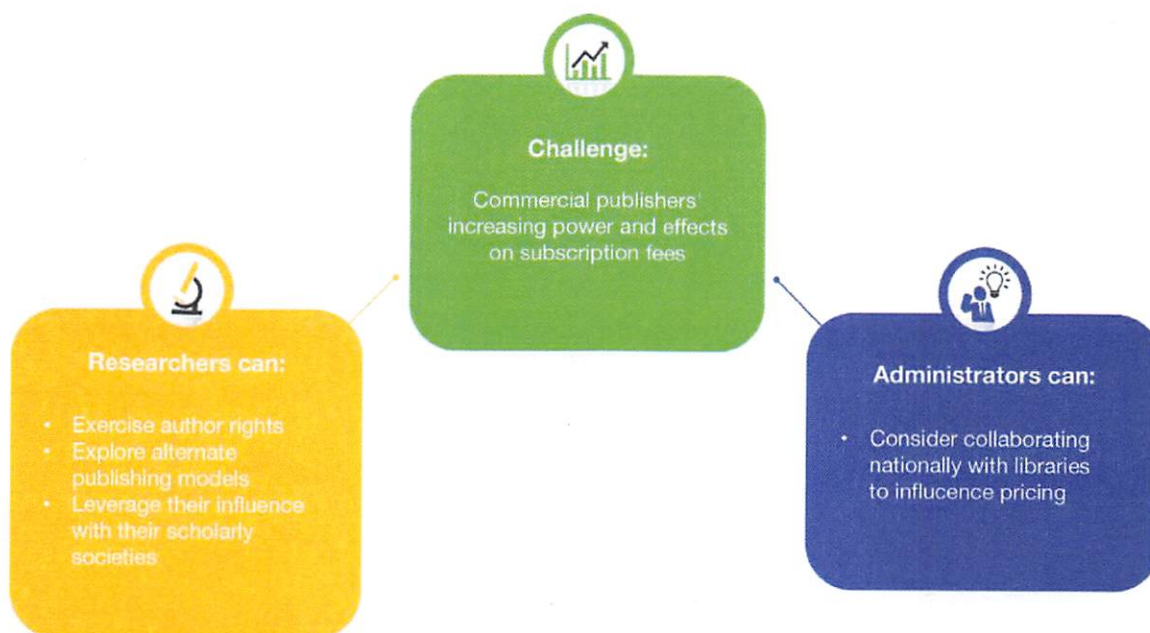 Challenge:
Commercial publishers'
increasing power and effects
on subscription fees
Researchers can:
• Exercise author rights
• Explore alternate
publishing models
• Leverage their influence
with their scholarly
societies
Administrators can:
• Consider collaborating
nationally with libraries
to influcence pricing